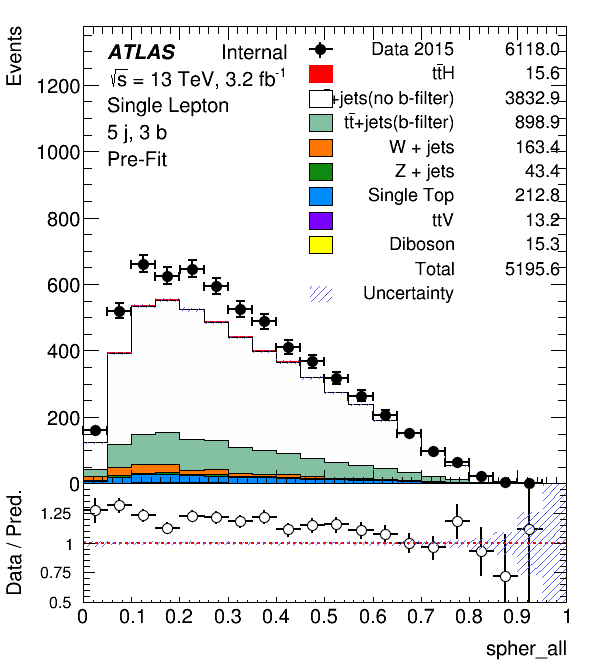 Events
ATLAS Internal
√s = 13 TeV, 3.2 fb⁻¹
Single Lepton
5 j, 3 b
Pre-Fit
Data 2015 6118.0
tt̄H 15.6
+jets(no b-filter) 3832.9
tt̄+jets(b-filter) 898.9
W + jets 163.4
Z + jets 43.4
Single Top 212.8
ttV 13.2
Diboson 15.3
Total 5195.6
Uncertainty
1200
1000
800
600
400
200
0
Data / Pred.
1.25
1
0.75
0.5
0 0.1 0.2 0.3 0.4 0.5 0.6 0.7 0.8 0.9 1
spher_all